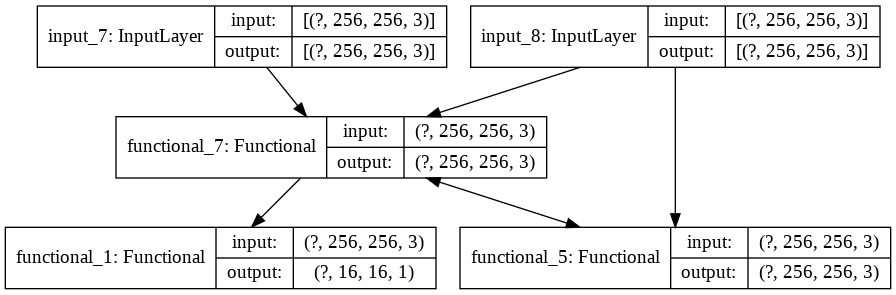 input_7: InputLayer input: [(?, 256, 256, 3)]
output: [(?, 256, 256, 3)]
input_8: InputLayer input: [(?, 256, 256, 3)]
output: [(?, 256, 256, 3)]
functional_7: Functional input: (?, 256, 256, 3)
output: (?, 256, 256, 3)
functional_1: Functional input: (?, 256, 256, 3)
output: (?, 16, 16, 1)
functional_5: Functional input: (?, 256, 256, 3)
output: (?, 256, 256, 3)